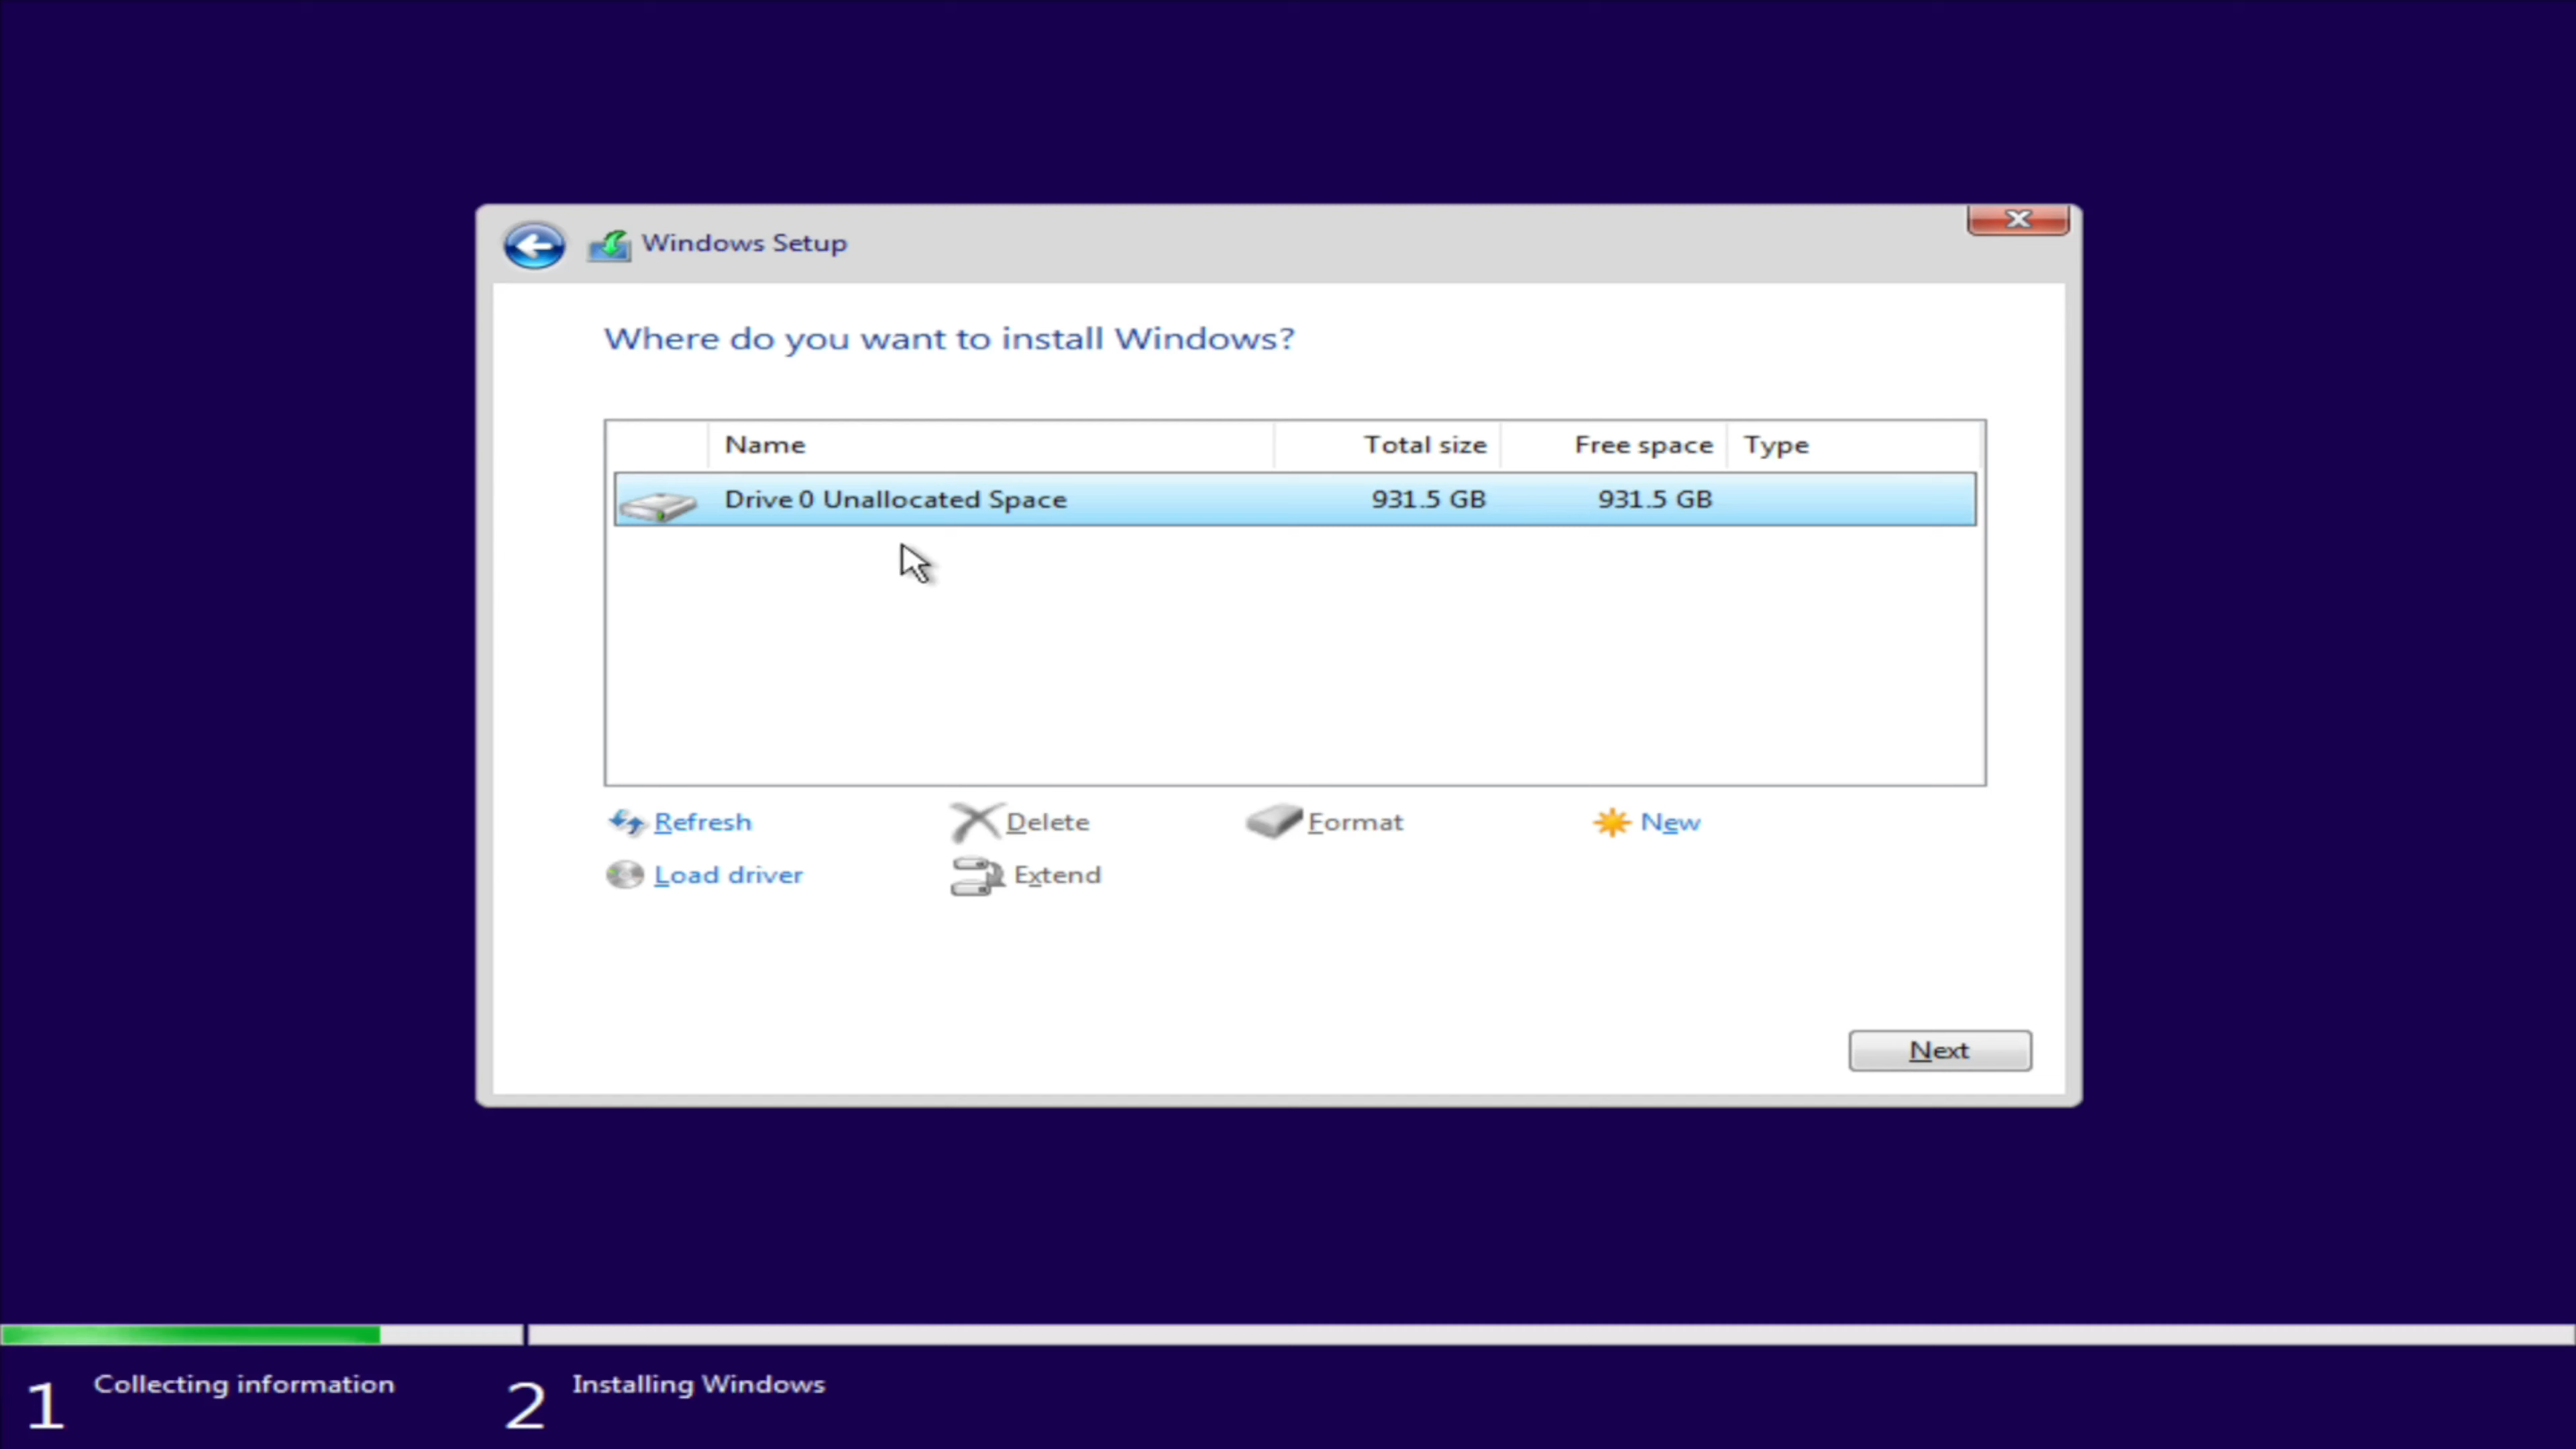 Windows Setup
Where do you want to install Windows?
Name Total size Free space Type
Drive 0 Unallocated Space 931.5 GB 931.5 GB
Refresh Delete Format New
Load driver Extend
Next
1 Collecting information 2 Installing Windows